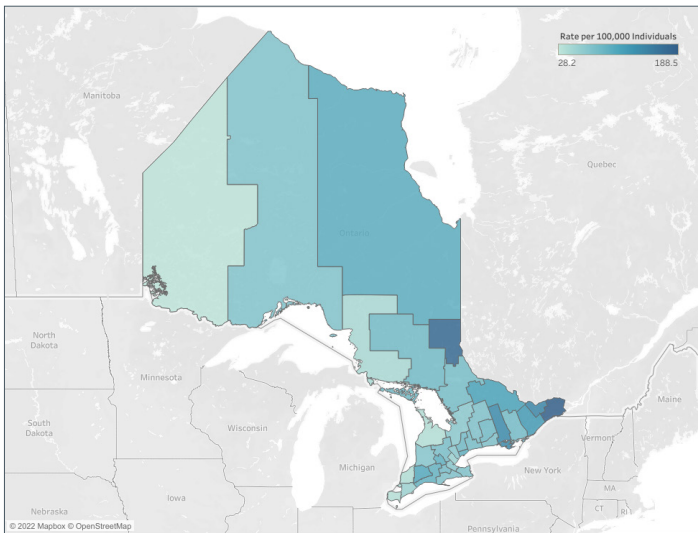 Rate per 100,000 Individuals
28.2 188.5
Manitoba
Quebec
Ontario
North
Dakota
Minnesota
Maine
South
Dakota
Wisconsin
Vermont
Michigan
New York
MA
Iowa
CT RI
Nebraska
Pennsylvania
© 2022 Mapbox © OpenStreetMap